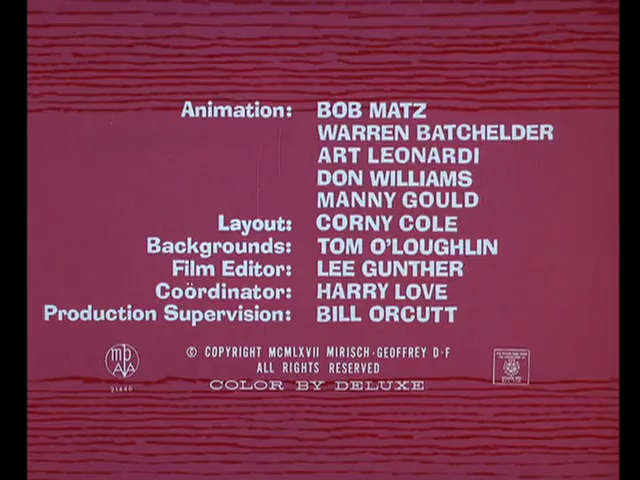 Animation: BOB MATZ
WARREN BATCHELDER
ART LEONARDI
DON WILLIAMS
MANNY GOULD
Layout: CORNY COLE
Backgrounds: TOM O'LOUGHLIN
Film Editor: LEE GUNTHER
Coördinator: HARRY LOVE
Production Supervision: BILL ORCUTT
© COPYRIGHT MCMLXVII MIRISCH-GEOFFREY D-F
ALL RIGHTS RESERVED
COLOR BY DELUXE
21440